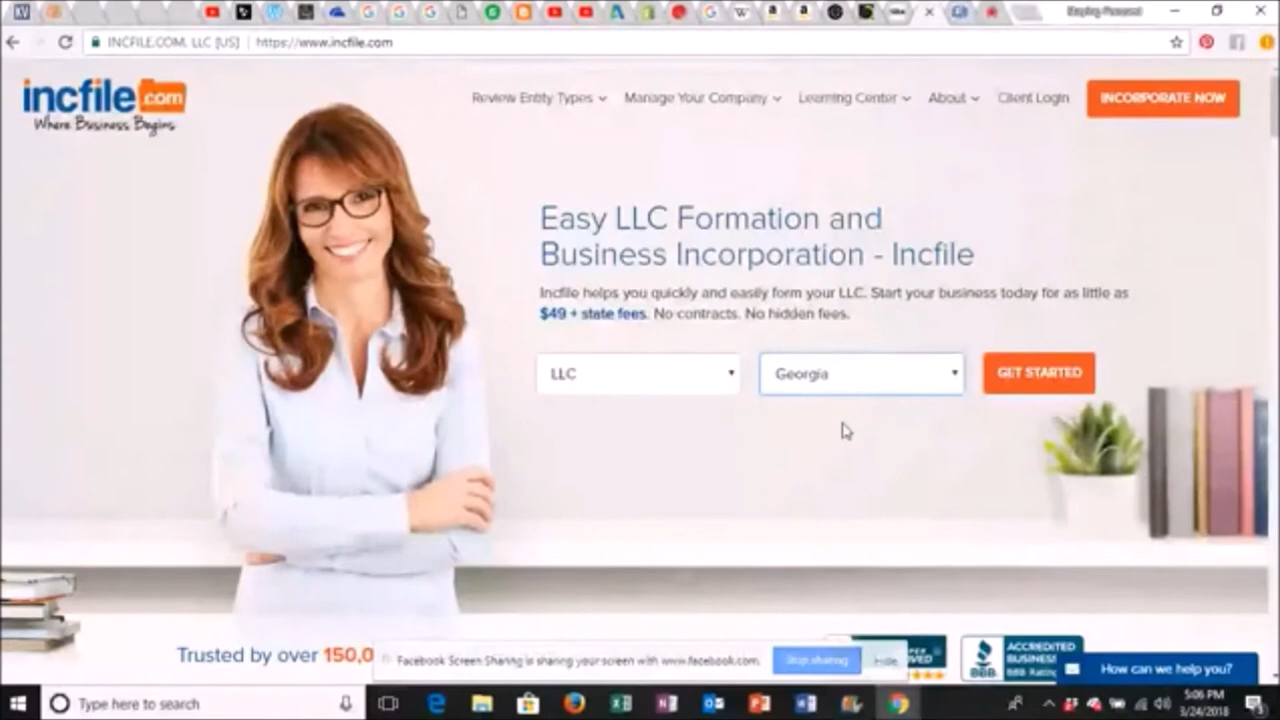 INCFILE.COM, LLC [US] https://www.incfile.com
incfile.com
Where Business Begins
Review Entity Types Manage Your Company Learning Center About Client Login INCORPORATE NOW
Easy LLC Formation and
Business Incorporation - Incfile
Incfile helps you quickly and easily form your LLC. Start your business today for as little as
$49 + state fees. No contracts. No hidden fees.
LLC Georgia GET STARTED
Trusted by over 150,0
Facebook Screen Sharing is sharing your screen with www.facebook.com. Stop sharing Hide
ACCREDITED
BUSINESS
BBB Rating
How can we help you?
Type here to search
5:06 PM
3/24/2018